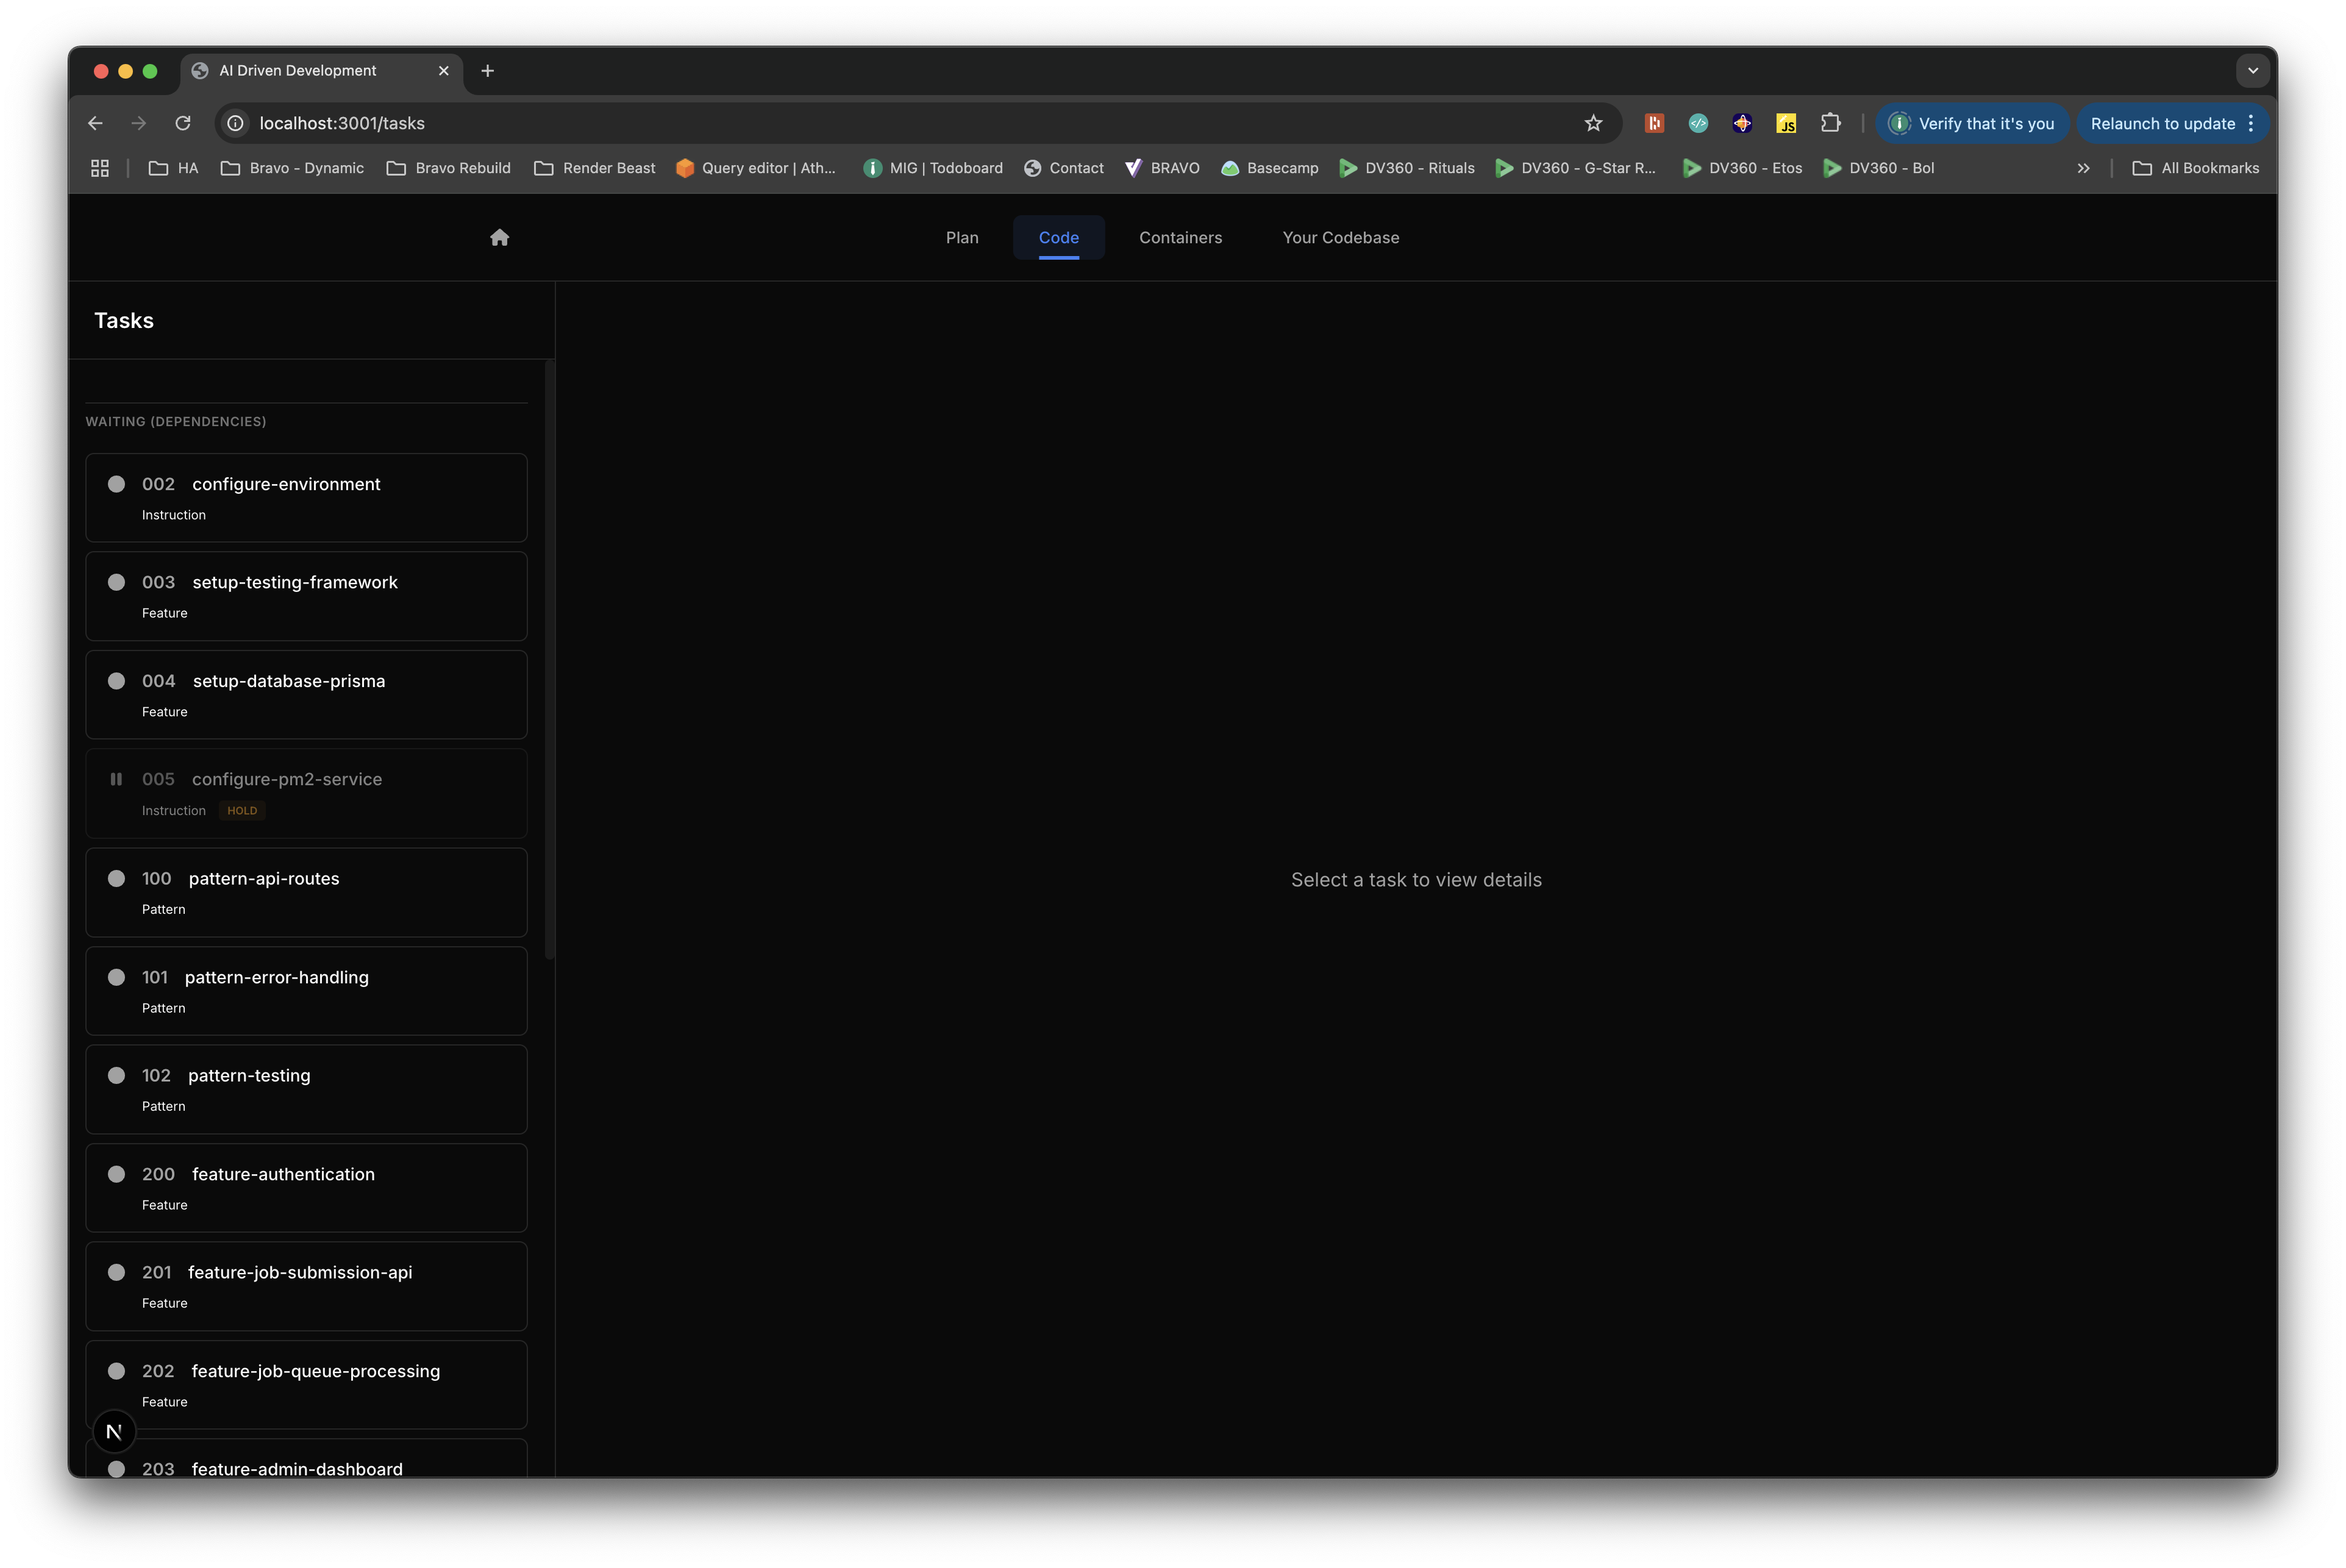 AI Driven Development
localhost:3001/tasks
Verify that it's you
Relaunch to update
HA
Bravo - Dynamic
Bravo Rebuild
Render Beast
Query editor | Ath...
MIG | Todoboard
Contact
BRAVO
Basecamp
DV360 - Rituals
DV360 - G-Star R...
DV360 - Etos
DV360 - Bol
All Bookmarks
Plan
Code
Containers
Your Codebase
Tasks
WAITING (DEPENDENCIES)
002 configure-environment
Instruction
003 setup-testing-framework
Feature
004 setup-database-prisma
Feature
005 configure-pm2-service
Instruction HOLD
100 pattern-api-routes
Pattern
101 pattern-error-handling
Pattern
102 pattern-testing
Pattern
200 feature-authentication
Feature
201 feature-job-submission-api
Feature
202 feature-job-queue-processing
Feature
N
203 feature-admin-dashboard
Select a task to view details
JS